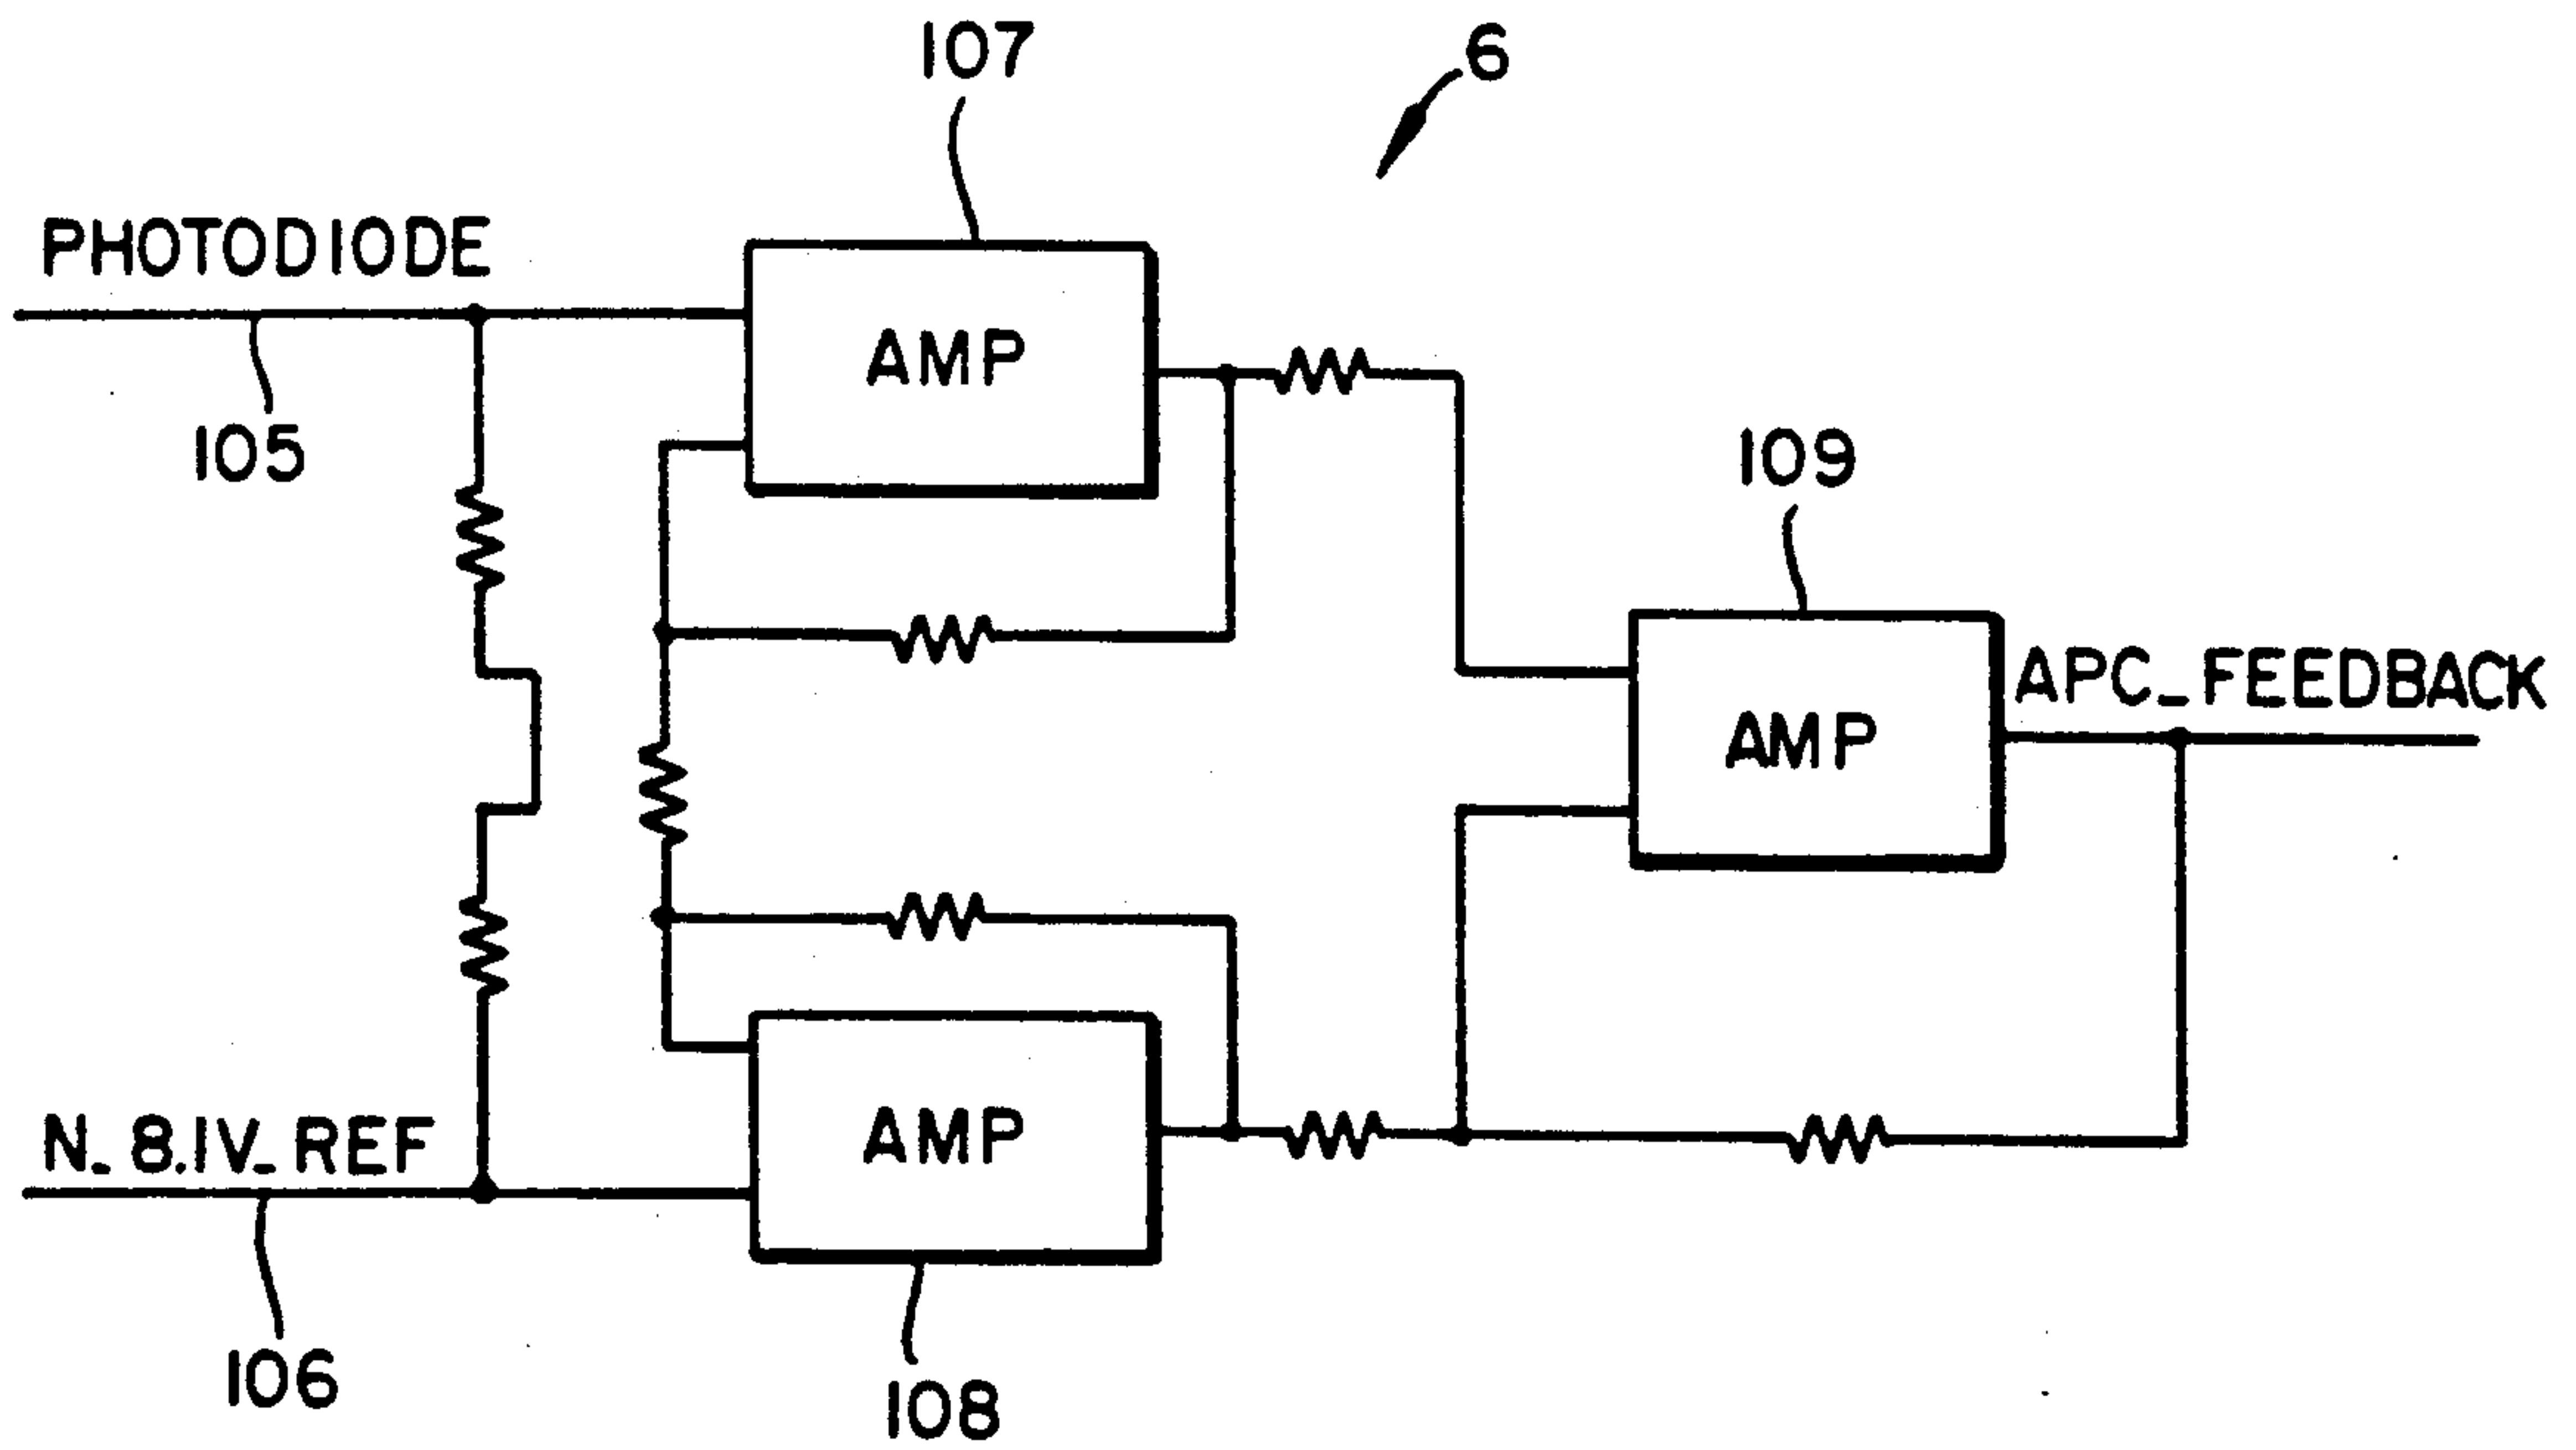 107
6
PHOTODIODE
AMP
105
109
APC_FEEDBACK
AMP
N_8.1V_REF
AMP
106
108